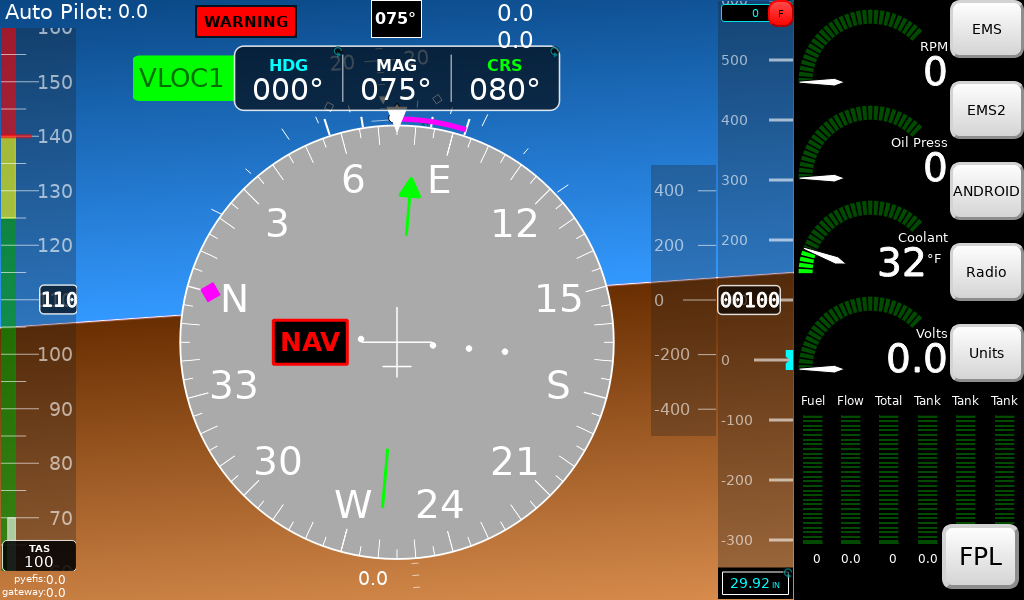 Auto Pilot: 0.0
WARNING
075°
0.0
0.0
0
F
VLOC1
HDG
000°
MAG
075°
CRS
080°
20
20
160
150
140
130
120
110
100
90
80
70
TAS
100
pyefis:0.0
gateway:0.0
6
E
3
12
N
15
33
S
30
21
W
24
NAV
0.0
400
200
0
-200
-400
500
400
300
200
00100
0
-100
-200
-300
29.92 IN
RPM
0
Oil Press
0
Coolant
32 °F
Volts
0.0
Fuel Flow Total Tank Tank Tank
0 0.0 0 0.0
EMS
EMS2
ANDROID
Radio
Units
FPL